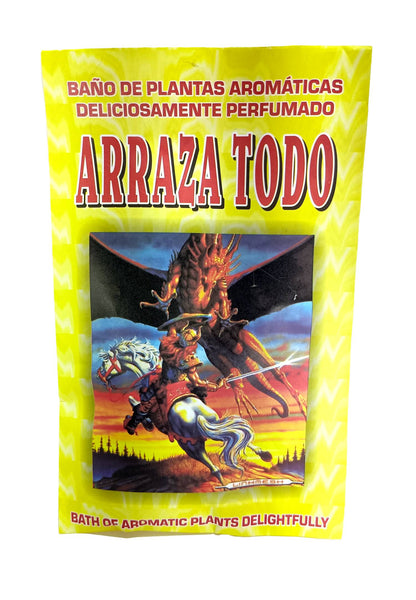 BAÑO DE PLANTAS AROMÁTICAS
DELICIOSAMENTE PERFUMADO
ARRAZA TODO
BATH OF AROMATIC PLANTS DELIGHTFULLY